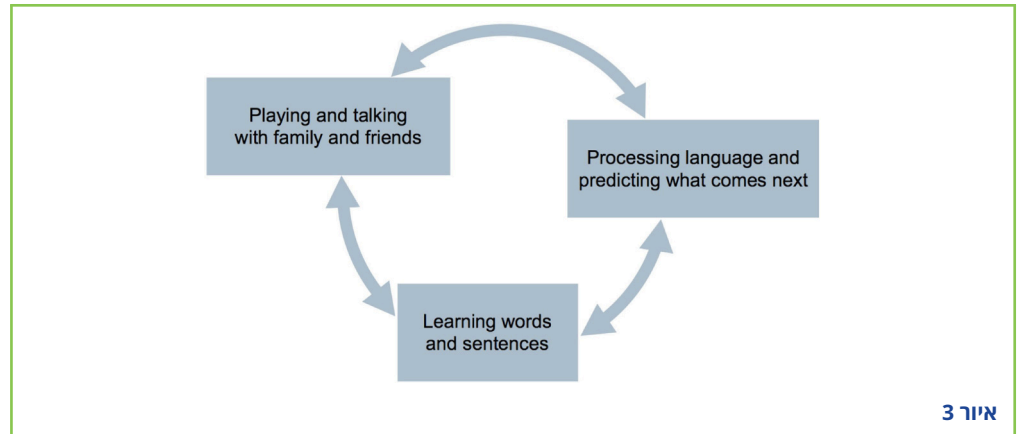 Playing and talking
with family and friends
Processing language and
predicting what comes next
Learning words
and sentences
איור 3